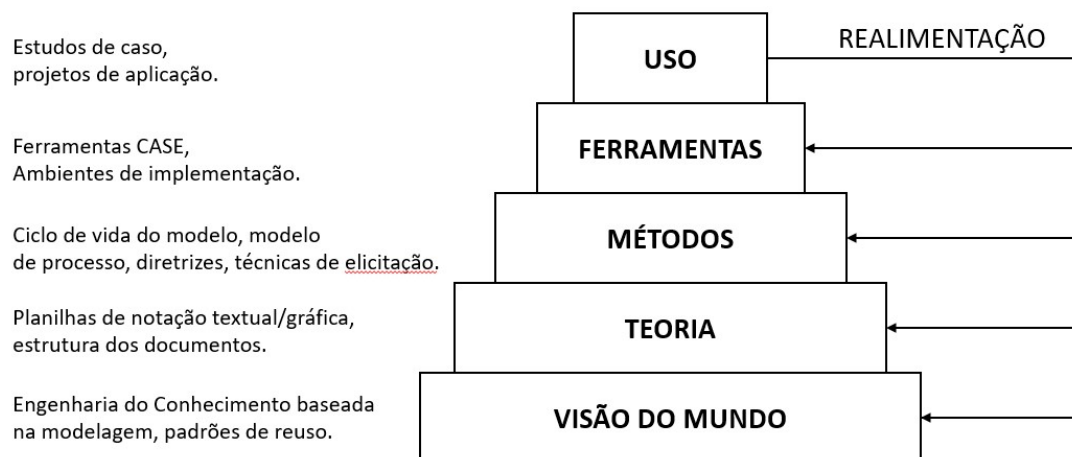 Estudos de caso,
projetos de aplicação.
USO
REALIMENTAÇÃO
Ferramentas CASE,
Ambientes de implementação.
FERRAMENTAS
Ciclo de vida do modelo, modelo
de processo, diretrizes, técnicas de elicitação.
MÉTODOS
Planilhas de notação textual/gráfica,
estrutura dos documentos.
TEORIA
Engenharia do Conhecimento baseada
na modelagem, padrões de reuso.
VISÃO DO MUNDO